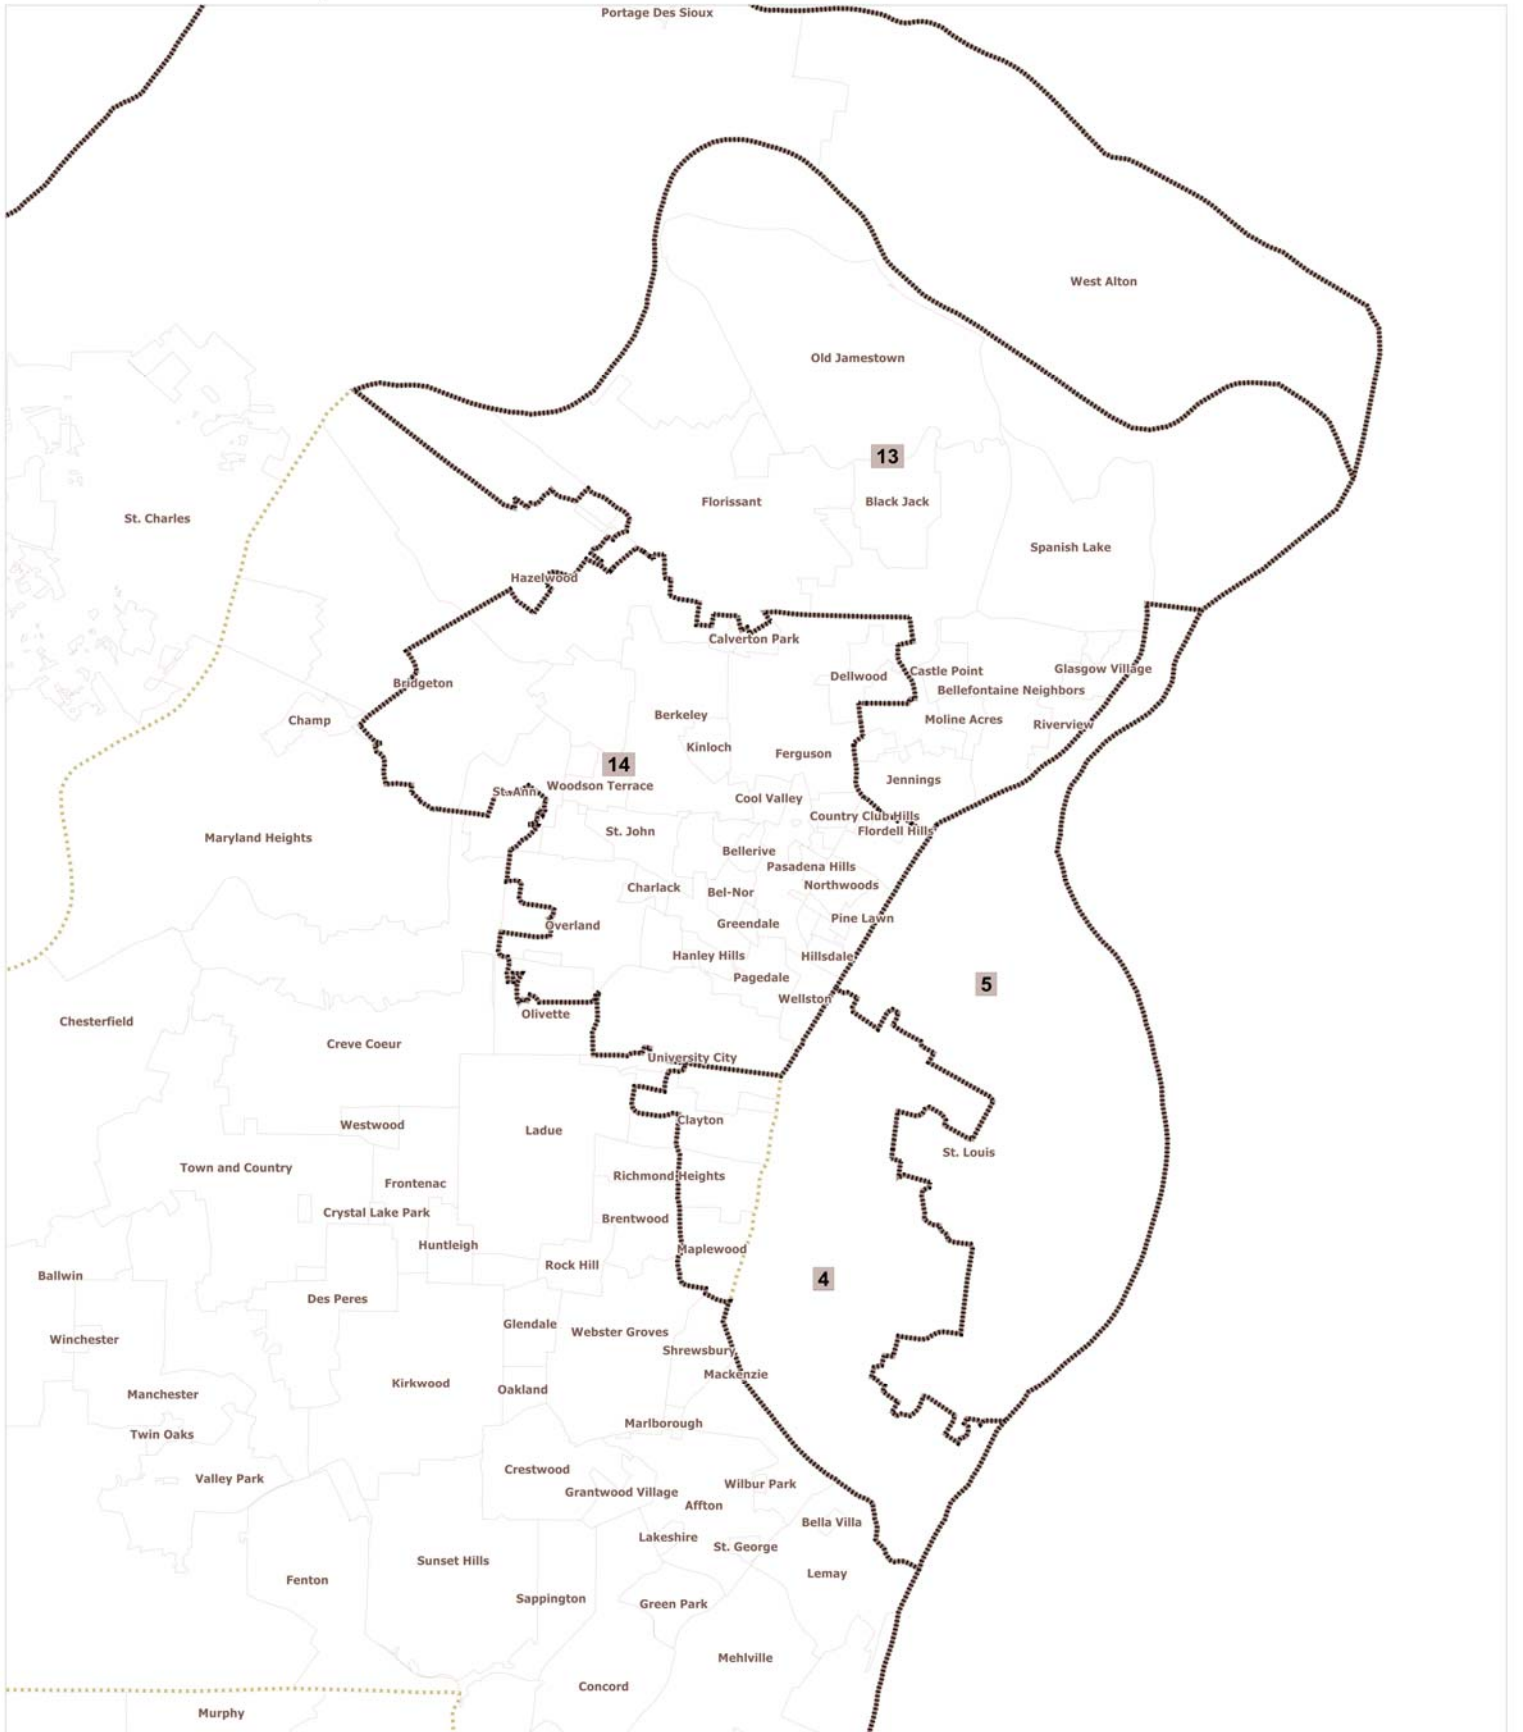 Portage Des Sioux
West Alton
Old Jamestown
13
Florissant
Black Jack
St. Charles
Spanish Lake
Hazelwood
Calverton Park
Castle Point
Glasgow Village
Dellwood
Bridgeton
Bellefontaine Neighbors
Berkeley
Champ
Moline Acres
Riverview
Kinloch
Ferguson
14
Jennings
Woodson Terrace
St. Ann
Cool Valley
Country Club Hills
St. John
Flordell Hills
Maryland Heights
Bellerive
Pasadena Hills
Northwoods
Charlack
Bel-Nor
Pine Lawn
Greendale
Overland
Hanley Hills
Hillsdale
Pagedale
5
Wellston
Olivette
Chesterfield
Creve Coeur
University City
Clayton
Westwood
Ladue
St. Louis
Town and Country
Richmond Heights
Frontenac
Crystal Lake Park
Brentwood
Huntleigh
Maplewood
Rock Hill
Ballwin
4
Des Peres
Glendale
Webster Groves
Winchester
Shrewsbury
Mackenzie
Kirkwood
Oakland
Manchester
Marlborough
Twin Oaks
Crestwood
Valley Park
Wilbur Park
Grantwood Village
Affton
Bella Villa
Lakeshire
St. George
Sunset Hills
Lemay
Fenton
Sappington
Green Park
Mehlville
Concord
Murphy